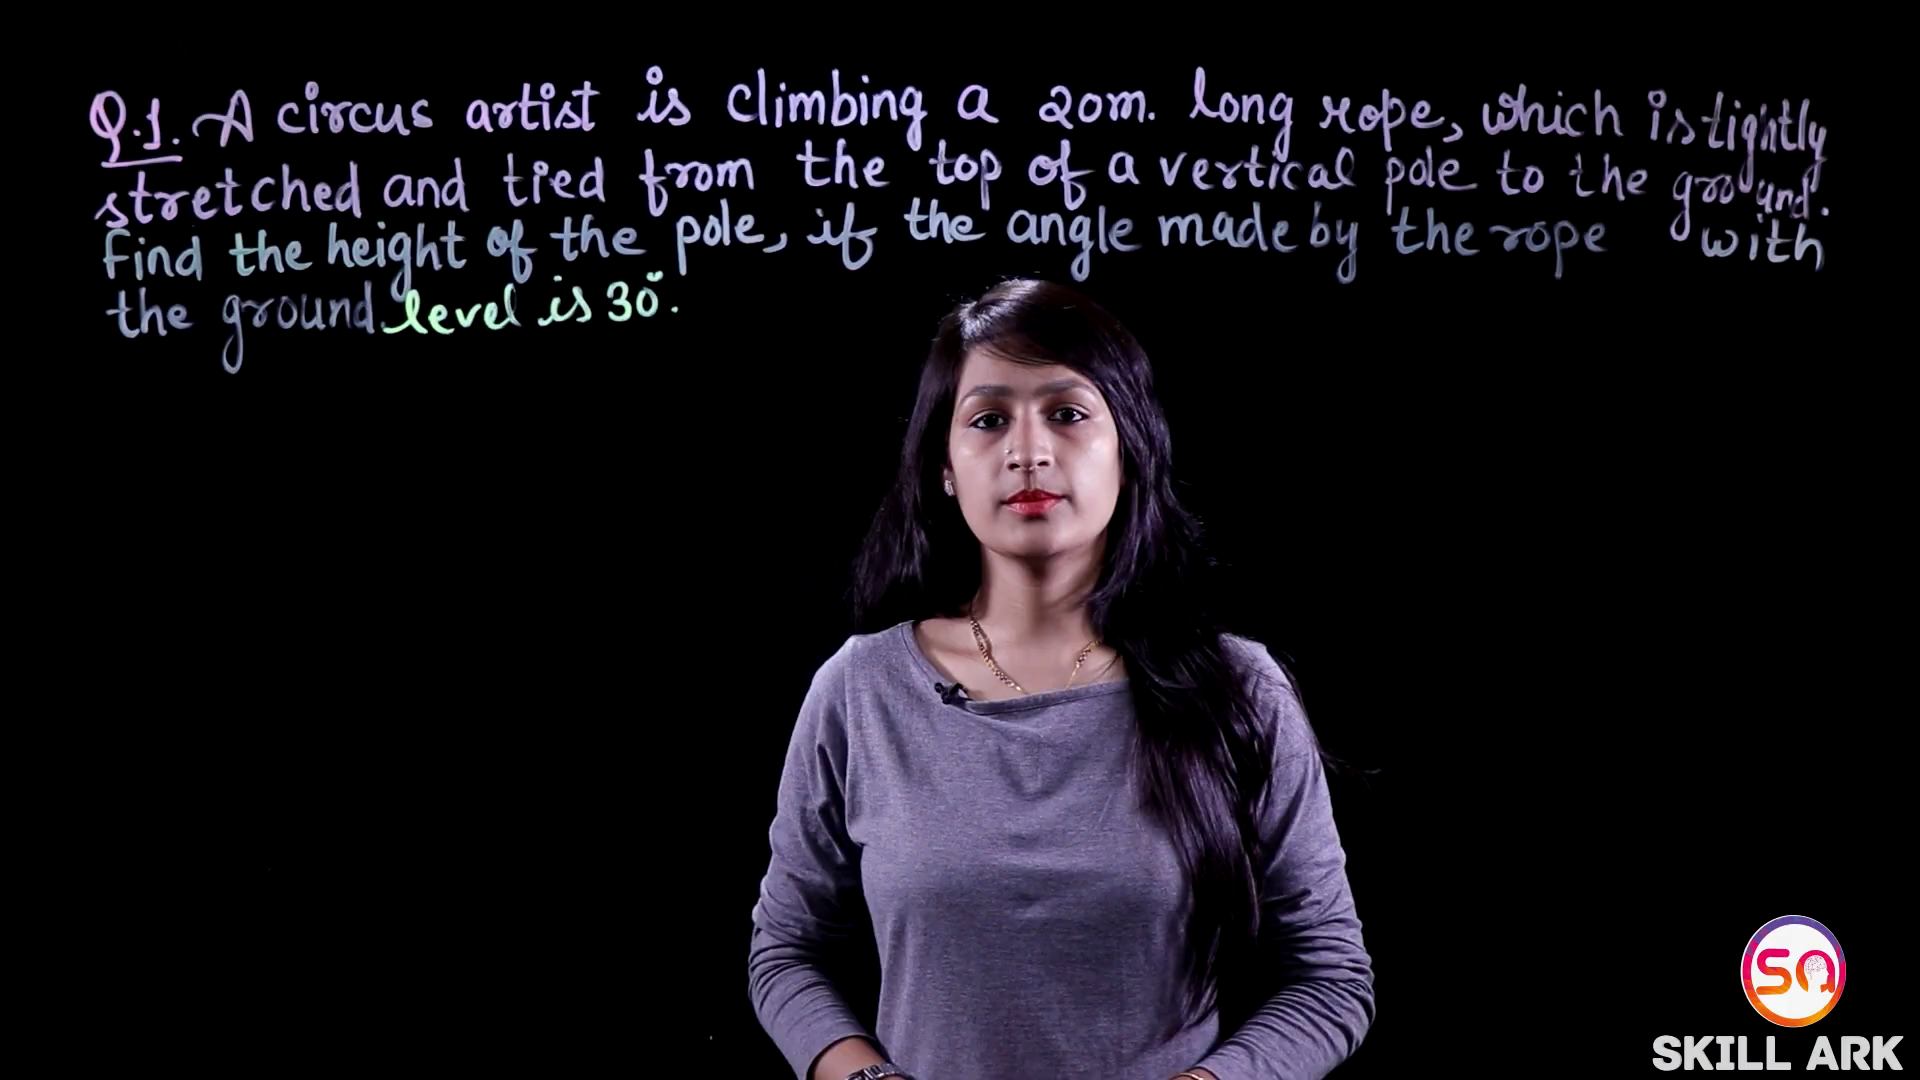 Q.1. A circus artist is climbing a 20m. long rope, which is tightly
stretched and tied from the top of a vertical pole to the ground.
Find the height of the pole, if the angle made by the rope with
the ground level is 30°.
SA
SKILL ARK